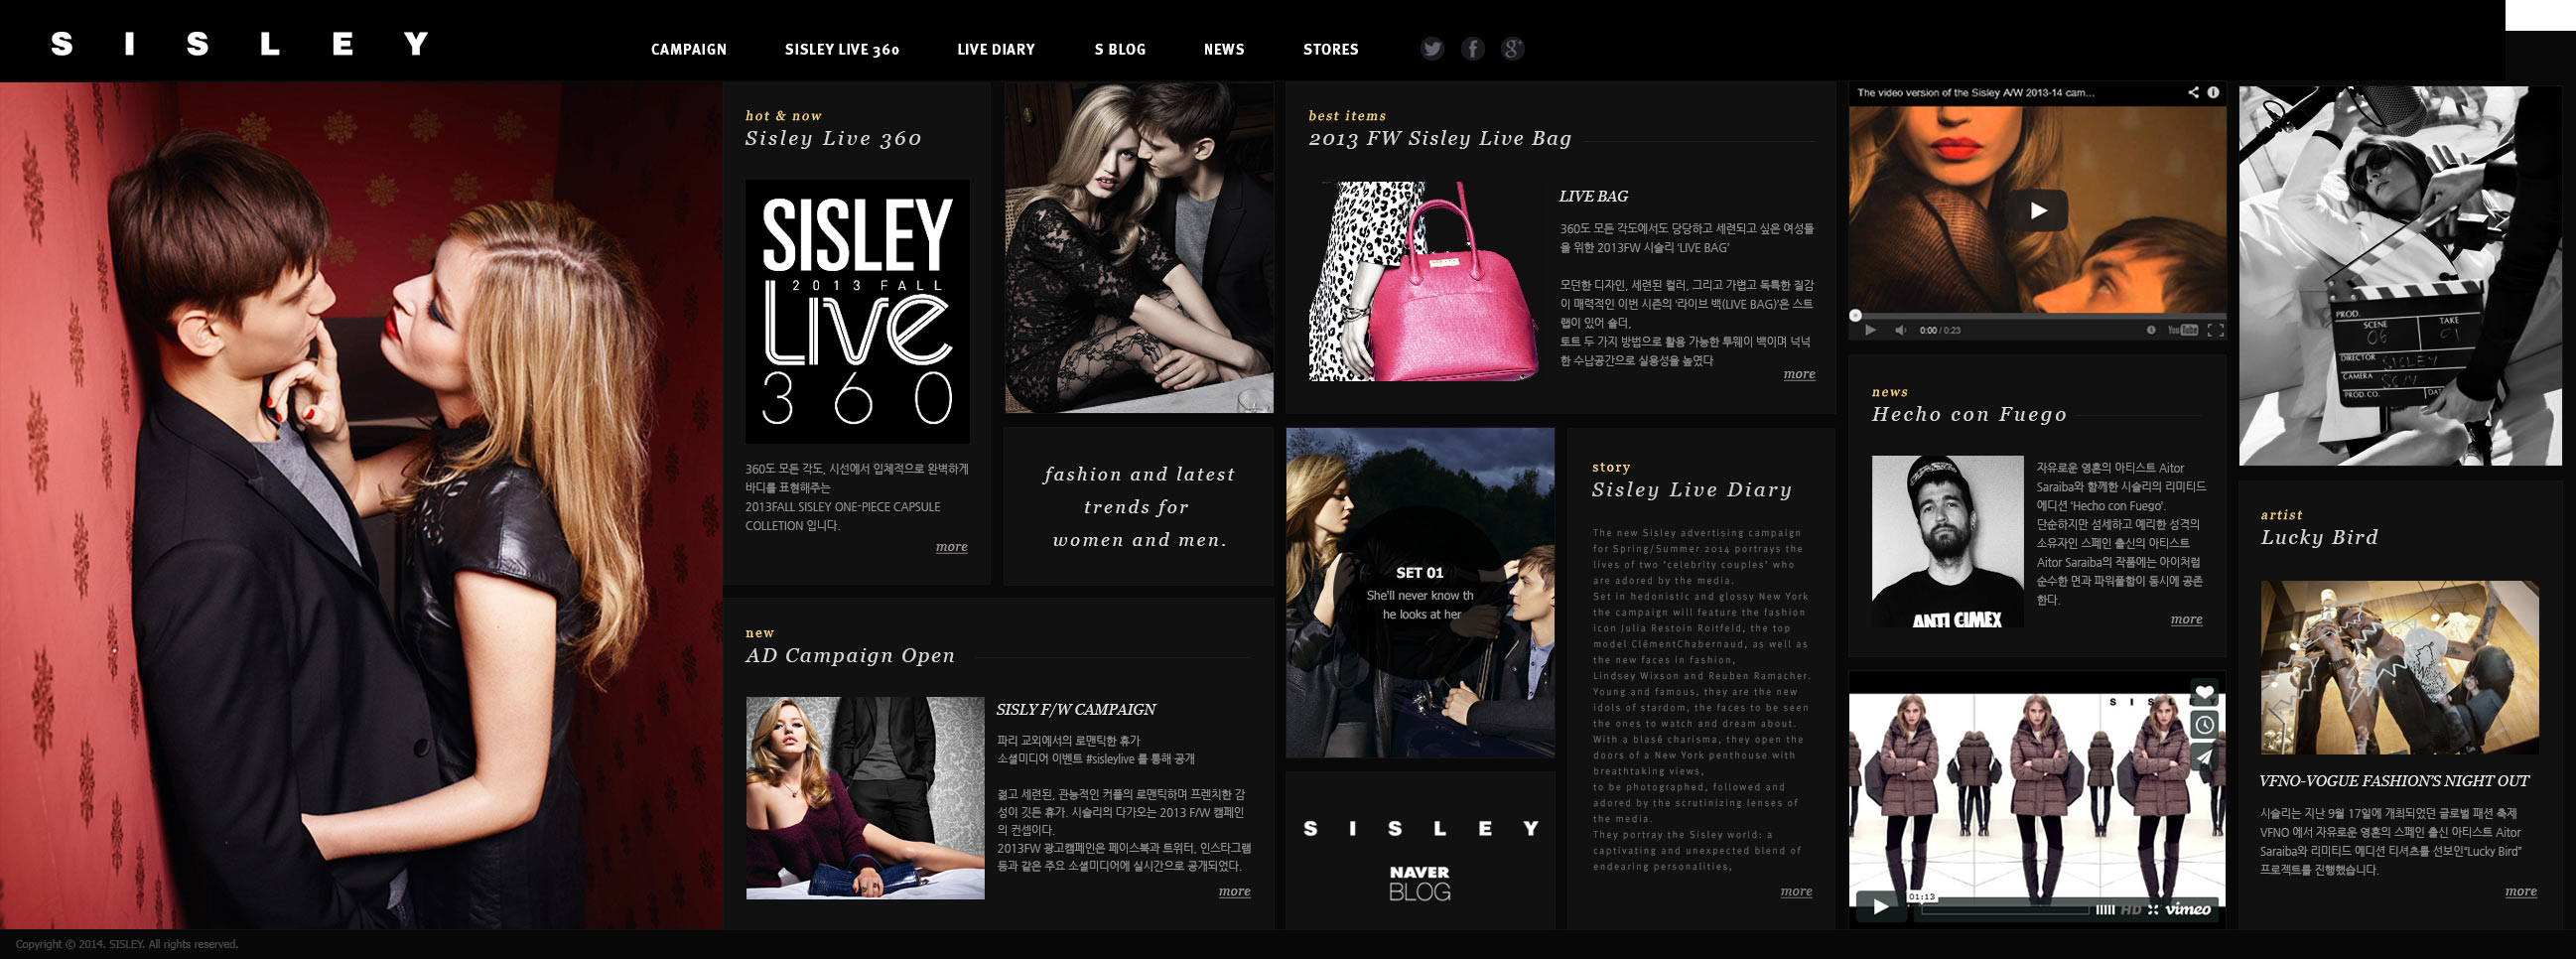 SISLEY
CAMPAIGN
SISLEY LIVE 360
LIVE DIARY
S BLOG
NEWS
STORES
hot & now
Sisley Live 360
SISLEY
2013 FALL
Live
360
360도 모든 각도, 시선에서 입체적으로 완벽하게
바디를 표현해주는
2013FALL SISLEY ONE-PIECE CAPSULE
COLLETION 입니다.
more
fashion and latest
trends for
women and men.
new
AD Campaign Open
SISLY F/W CAMPAIGN
파리 교외에서의 로맨틱한 휴가
소셜미디어 이벤트 #sisleylive 를 통해 공개
젊고 세련된, 관능적인 커플의 로맨틱하며 프렌치한 감
성이 깃든 휴가. 시슬리의 다가오는 2013 F/W 캠페인
의 컨셉이다.
2013FW 광고캠페인은 페이스북과 트위터, 인스타그램
등과 같은 주요 소셜미디어에 실시간으로 공개되었다.
more
best items
2013 FW Sisley Live Bag
LIVE BAG
360도 모든 각도에서도 당당하고 세련되고 싶은 여성들
을 위한 2013FW 시슬리 'LIVE BAG'
모던한 디자인, 세련된 컬러, 그리고 가볍고 독특한 질감
이 매력적인 이번 시즌의 '라이브 백(LIVE BAG)'은 스트
랩이 있어 숄더,
토트 두 가지 방법으로 활용 가능한 투웨이 백이며 넉넉
한 수납공간으로 실용성을 높였다
more
SET 01
She'll never know th
he looks at her
SISLEY
NAVER
BLOG
story
Sisley Live Diary
The new Sisley advertising campaign
for Spring/Summer 2014 portrays the
lives of two 'celebrity couples' who
are adored by the media.
Set in hedonistic and glossy New York
the campaign will feature the fashion
icon Julia Restoin Roitfeld, the top
model ClémentChabernaud, as well as
the new faces in fashion,
Lindsey Wixson and Reuben Ramacher.
Young and famous, they are the new
idols of stardom, the faces to be seen
the ones to watch and dream about.
With a blasé charisma, they open the
doors of a New York penthouse with
breathtaking views,
to be photographed, followed and
adored by the scrutinizing lenses of
the media.
They portray the Sisley world: a
captivating and unexpected blend of
endearing personalities,
more
The video version of the Sisley A/W 2013-14 cam...
0:00 / 0:23
YouTube
news
Hecho con Fuego
ANTI CIMEX
자유로운 영혼의 아티스트 Aitor
Saraiba와 함께한 시슬리의 리미티드
에디션 'Hecho con Fuego'.
단순하지만 섬세하고 예리한 성격의
소유자인 스페인 출신의 아티스트
Aitor Saraiba의 작품에는 아이처럼
순수한 면과 파워풀함이 동시에 공존
한다.
more
SISLEY
01:13
HD
vimeo
PROD.
SCENE
TAKE
DIRECTOR
SISLEY
CAMERA
PROD.CO.
DATE
artist
Lucky Bird
VFNO-VOGUE FASHION'S NIGHT OUT
시슬리는 지난 9월 17일에 개최되었던 글로벌 패션 축제
VFNO 에서 자유로운 영혼의 스페인 출신 아티스트 Aitor
Saraiba와 리미티드 에디션 티셔츠를 선보인"Lucky Bird"
프로젝트를 진행했습니다.
more
Copyright © 2014. SISLEY. All rights reserved.